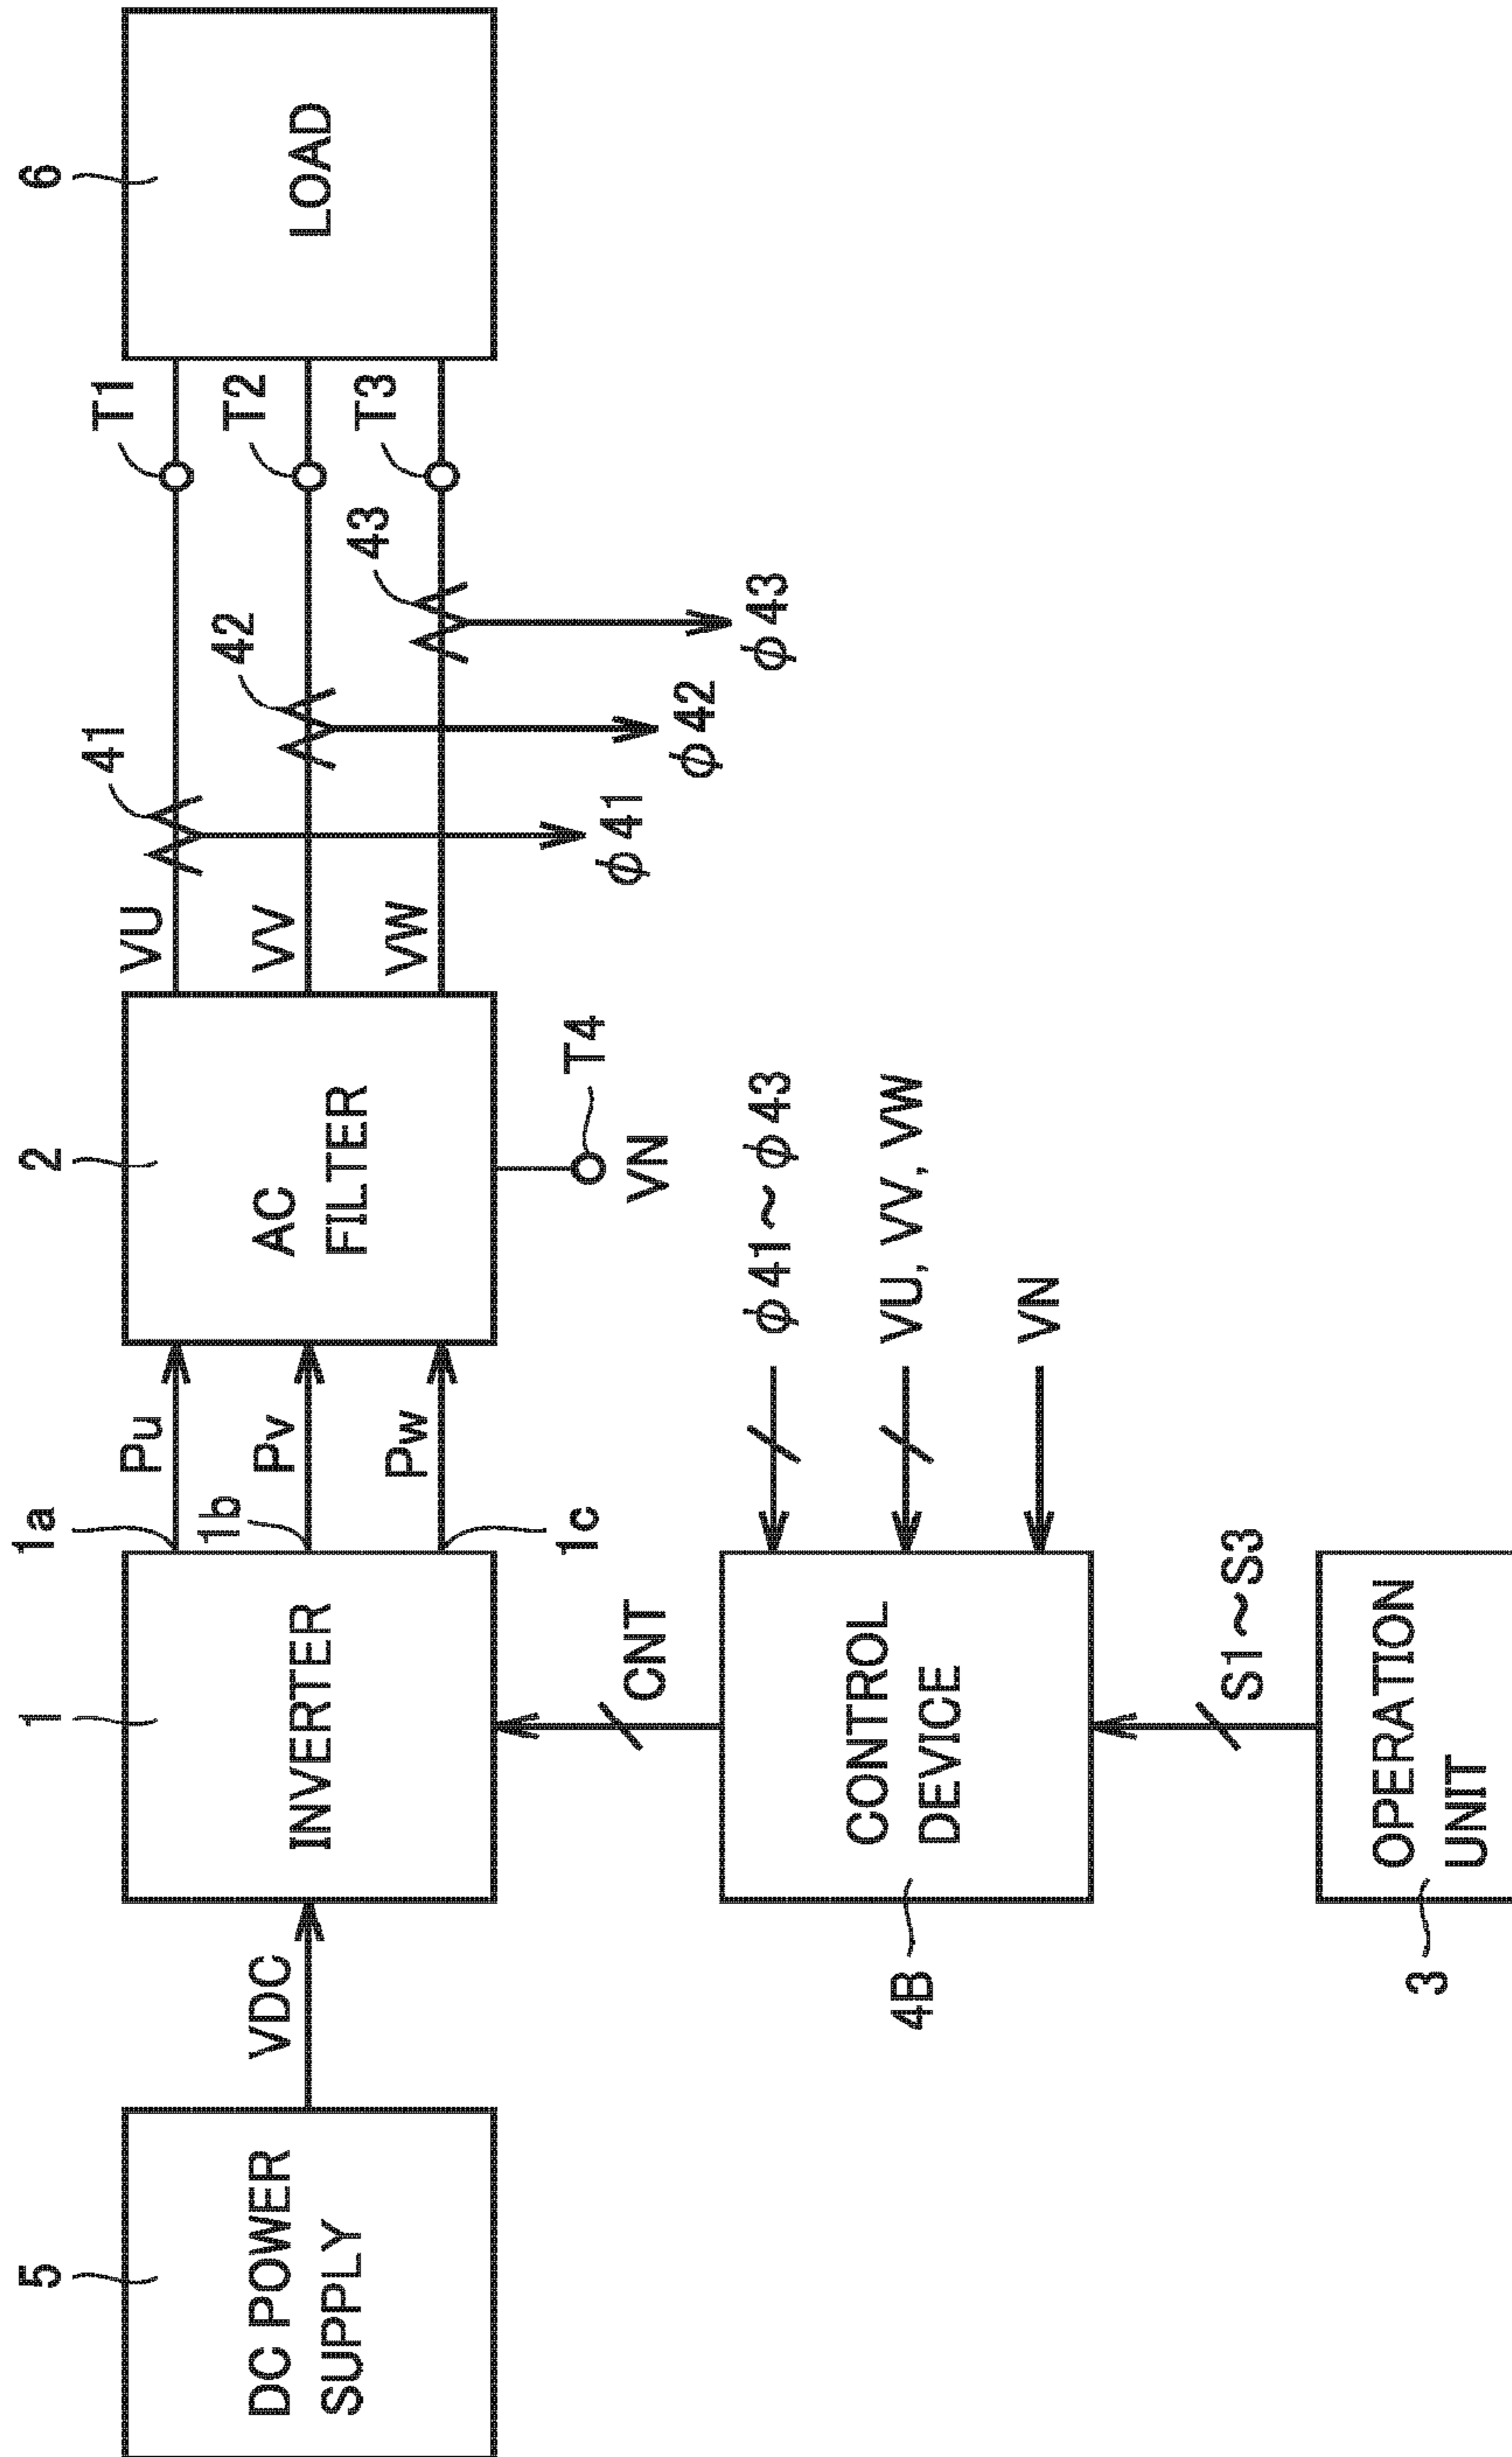 5
1
1a
2
6
41
T1
42
T2
43
T3
DC POWER
SUPPLY
VDC
INVERTER
1b
1c
Pu
Pv
Pw
AC
FILTER
VU
VV
VW
LOAD
T4
VN
φ41
φ42
φ43
CNT
4B
CONTROL
DEVICE
φ41~φ43
VU, VV, VW
VN
S1~S3
3
OPERATION
UNIT